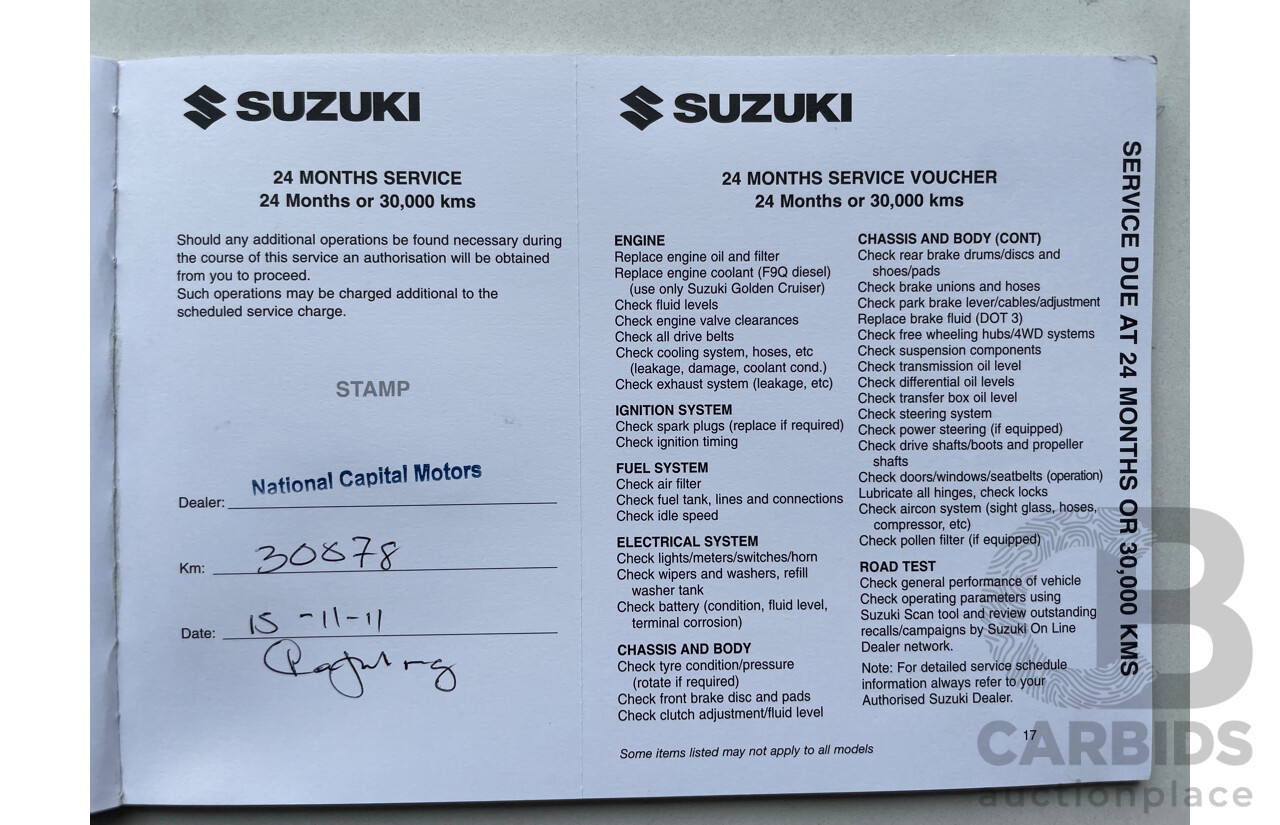 SUZUKI
24 MONTHS SERVICE
24 Months or 30,000 kms
Should any additional operations be found necessary during
the course of this service an authorisation will be obtained
from you to proceed.
Such operations may be charged additional to the
scheduled service charge.
STAMP
National Capital Motors
Dealer:
Km: 30878
Date: 15-11-11
SUZUKI
24 MONTHS SERVICE VOUCHER
24 Months or 30,000 kms
ENGINE
Replace engine oil and filter
Replace engine coolant (F9Q diesel)
(use only Suzuki Golden Cruiser)
Check fluid levels
Check engine valve clearances
Check all drive belts
Check cooling system, hoses, etc
(leakage, damage, coolant cond.)
Check exhaust system (leakage, etc)
IGNITION SYSTEM
Check spark plugs (replace if required)
Check ignition timing
FUEL SYSTEM
Check air filter
Check fuel tank, lines and connections
Check idle speed
ELECTRICAL SYSTEM
Check lights/meters/switches/horn
Check wipers and washers, refill
washer tank
Check battery (condition, fluid level,
terminal corrosion)
CHASSIS AND BODY
Check tyre condition/pressure
(rotate if required)
Check front brake disc and pads
Check clutch adjustment/fluid level
CHASSIS AND BODY (CONT)
Check rear brake drums/discs and
shoes/pads
Check brake unions and hoses
Check park brake lever/cables/adjustment
Replace brake fluid (DOT 3)
Check free wheeling hubs/4WD systems
Check suspension components
Check transmission oil level
Check differential oil levels
Check transfer box oil level
Check steering system
Check power steering (if equipped)
Check drive shafts/boots and propeller
shafts
Check doors/windows/seatbelts (operation)
Lubricate all hinges, check locks
Check aircon system (sight glass, hoses,
compressor, etc)
Check pollen filter (if equipped)
ROAD TEST
Check general performance of vehicle
Check operating parameters using
Suzuki Scan tool and review outstanding
recalls/campaigns by Suzuki On Line
Dealer network.
Note: For detailed service schedule
information always refer to your
Authorised Suzuki Dealer.
Some items listed may not apply to all models
17
SERVICE DUE AT 24 MONTHS OR 30,000 KMS
CARBIDS
auctionplace